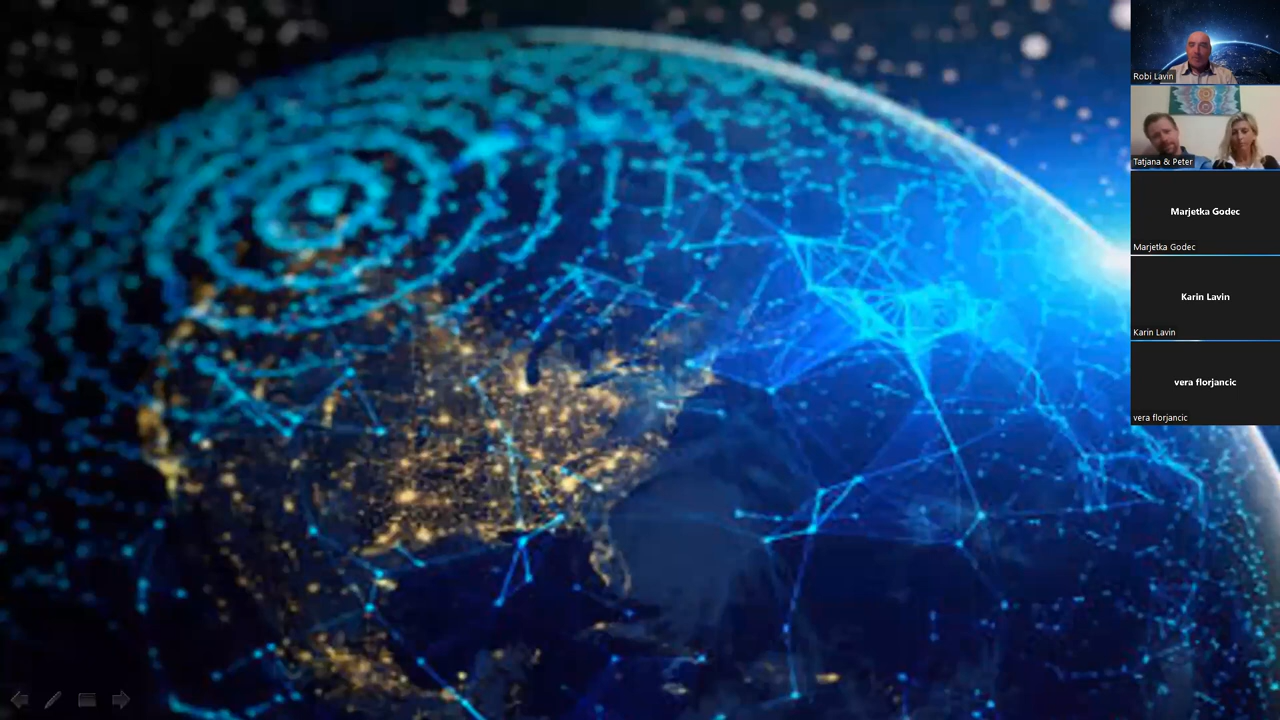 Robi Lavin
Tatjana & Peter
Marjetka Godec
Marjetka Godec
Karin Lavin
Karin Lavin
vera florjancic
vera florjancic